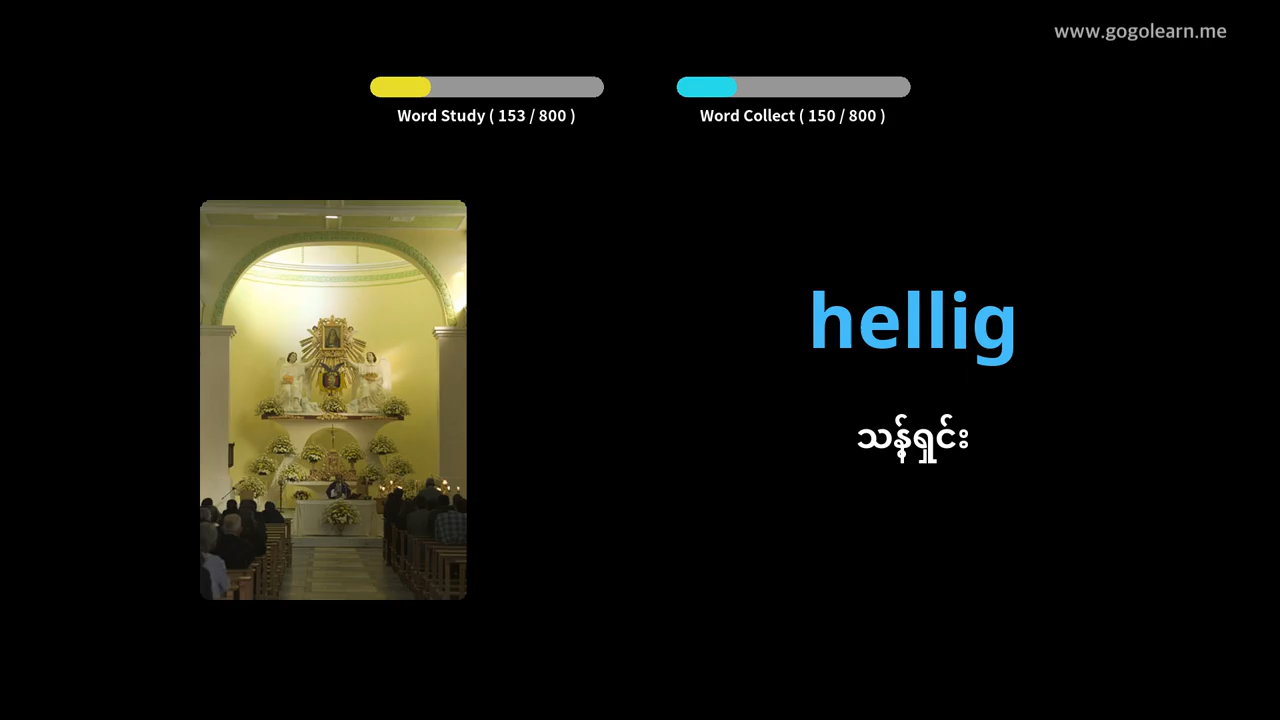 www.gogolearn.me
Word Study ( 153 / 800 )
Word Collect ( 150 / 800 )
hellig
သန့်ရှင်း